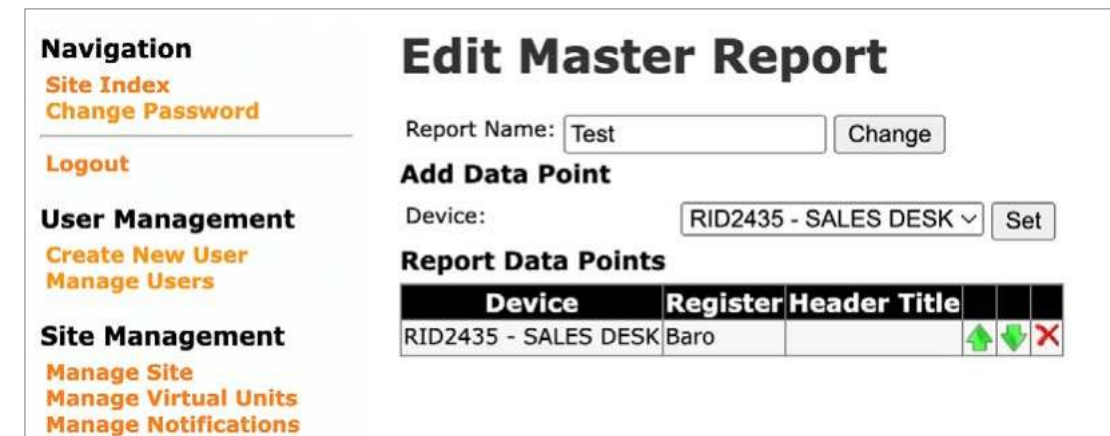 Navigation
Site Index
Change Password
Logout
User Management
Create New User
Manage Users
Site Management
Manage Site
Manage Virtual Units
Manage Notifications
Edit Master Report
Report Name: Test Change
Add Data Point
Device: RID2435 - SALES DESK Set
Report Data Points
Device Register Header Title
RID2435 - SALES DESK Baro